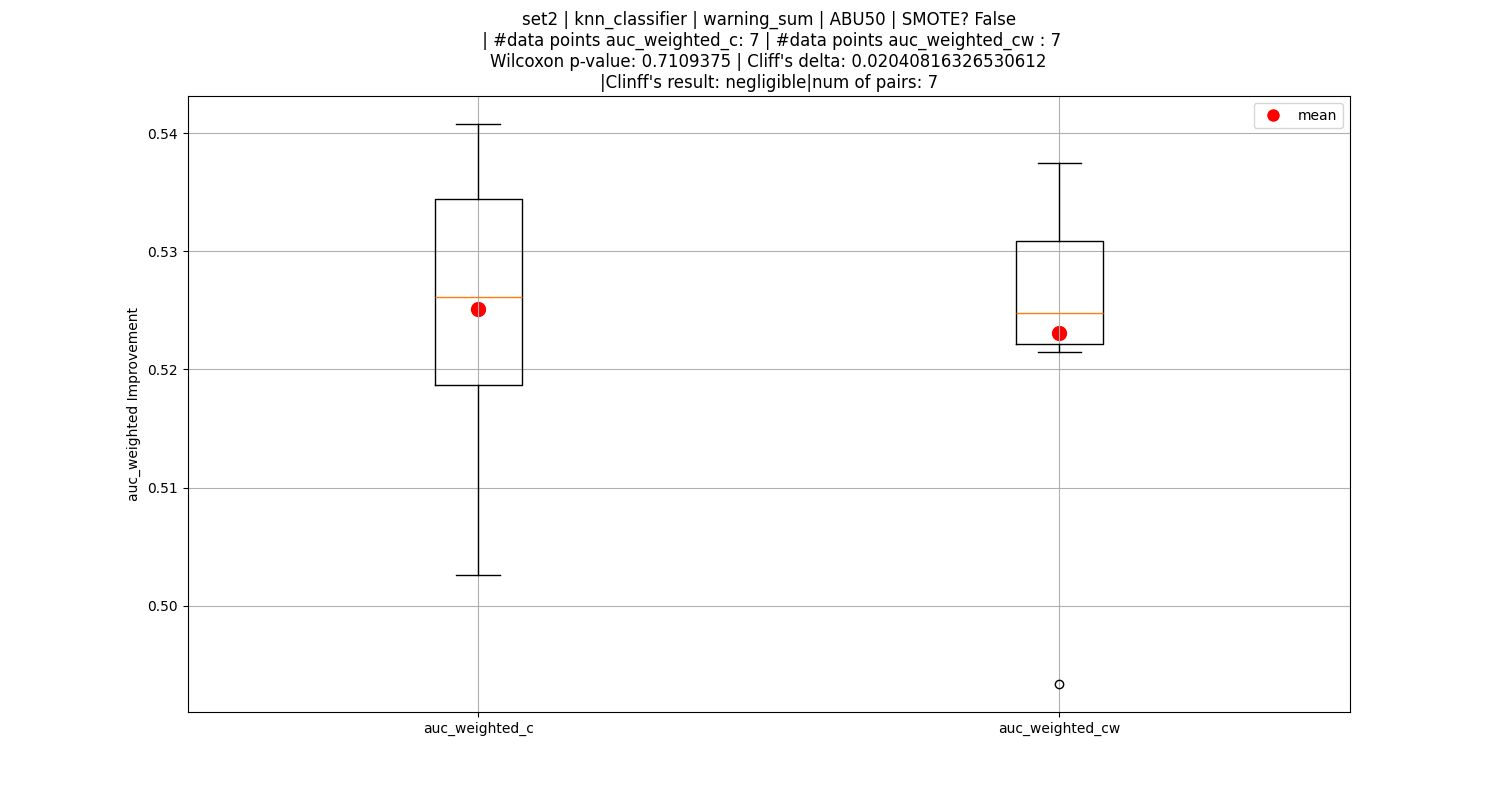 set2 | knn_classifier | warning_sum | ABU50 | SMOTE? False
| #data points auc_weighted_c: 7 | #data points auc_weighted_cw : 7
Wilcoxon p-value: 0.7109375 | Cliff's delta: 0.02040816326530612
|Clinff's result: negligible|num of pairs: 7
mean
auc_weighted Improvement
0.54
0.53
0.52
0.51
0.50
auc_weighted_c
auc_weighted_cw